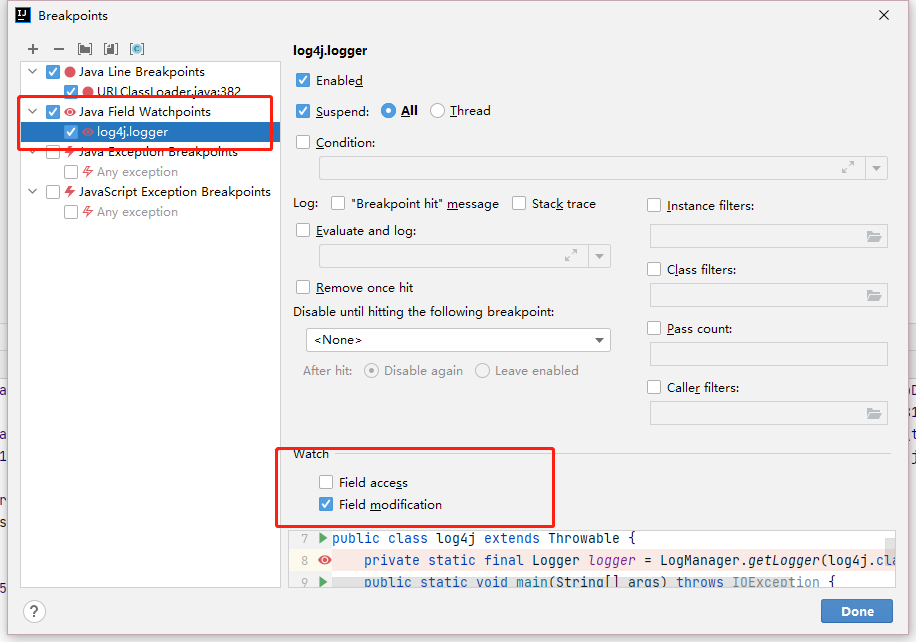 Breakpoints
Java Line Breakpoints
URLClassLoader.java:382
Java Field Watchpoints
log4j.logger
Java Exception Breakpoints
Any exception
JavaScript Exception Breakpoints
Any exception
log4j.logger
Enabled
Suspend: All Thread
Condition:
Log: "Breakpoint hit" message Stack trace
Evaluate and log:
Remove once hit
Disable until hitting the following breakpoint:
<None>
After hit: Disable again Leave enabled
Instance filters:
Class filters:
Pass count:
Caller filters:
Watch
Field access
Field modification
7 public class log4j extends Throwable {
8 private static final Logger logger = LogManager.getLogger(log4j.cla
9 public static void main(String[] args) throws IOException {
? Done